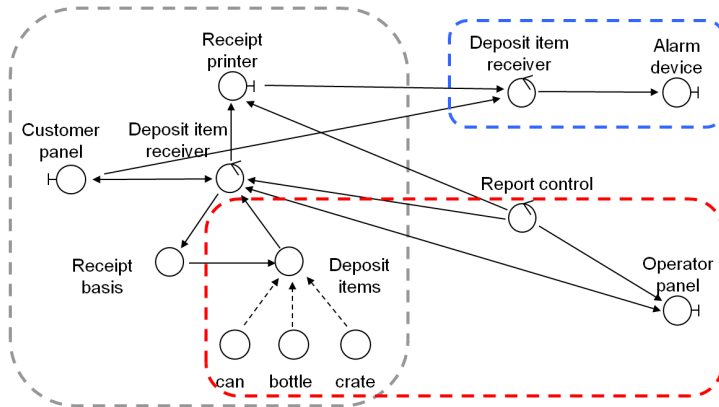 Receipt
printer
Deposit item
receiver
Alarm
device
Customer
panel
Deposit item
receiver
Report control
Receipt
basis
Deposit
items
Operator
panel
can
bottle
crate